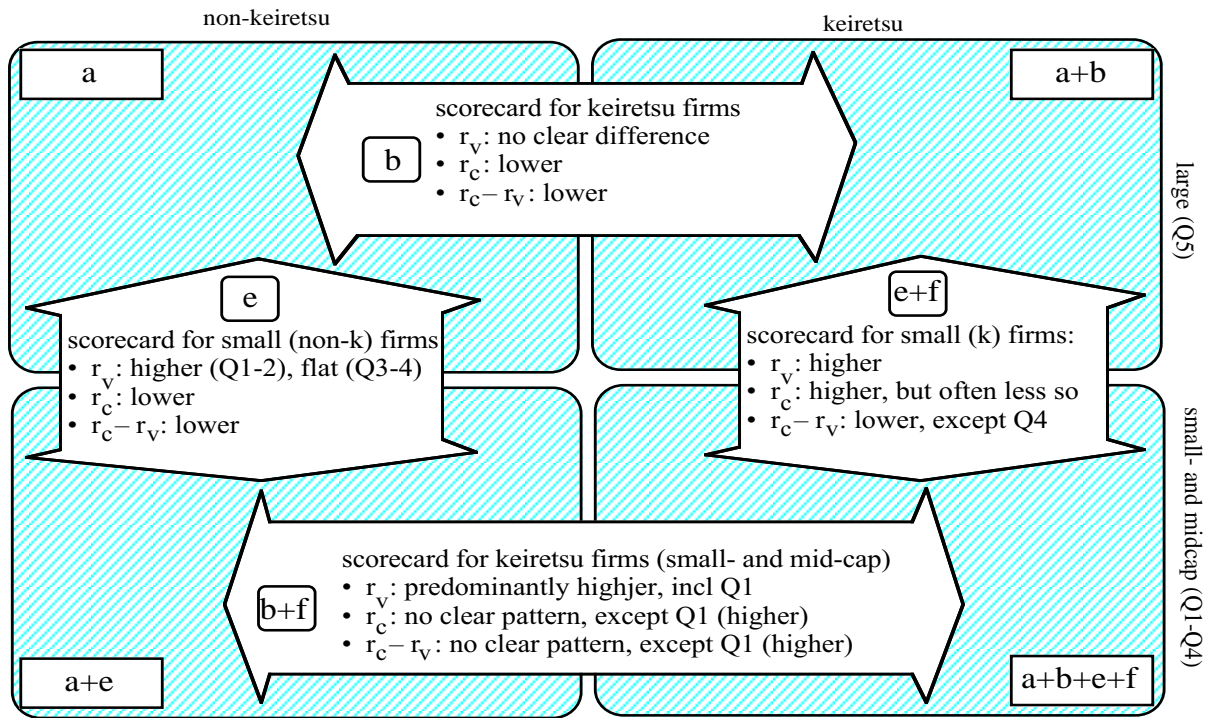 non-keiretsu
keiretsu
a
a+b
scorecard for keiretsu firms
• r_v: no clear difference
• r_c: lower
• r_c – r_v: lower
b
large (Q5)
e
scorecard for small (non-k) firms
• r_v: higher (Q1-2), flat (Q3-4)
• r_c: lower
• r_c – r_v: lower
e+f
scorecard for small (k) firms:
• r_v: higher
• r_c: higher, but often less so
• r_c – r_v: lower, except Q4
small- and midcap (Q1-Q4)
scorecard for keiretsu firms (small- and mid-cap)
• r_v: predominantly highjer, incl Q1
• r_c: no clear pattern, except Q1 (higher)
• r_c – r_v: no clear pattern, except Q1 (higher)
b+f
a+e
a+b+e+f